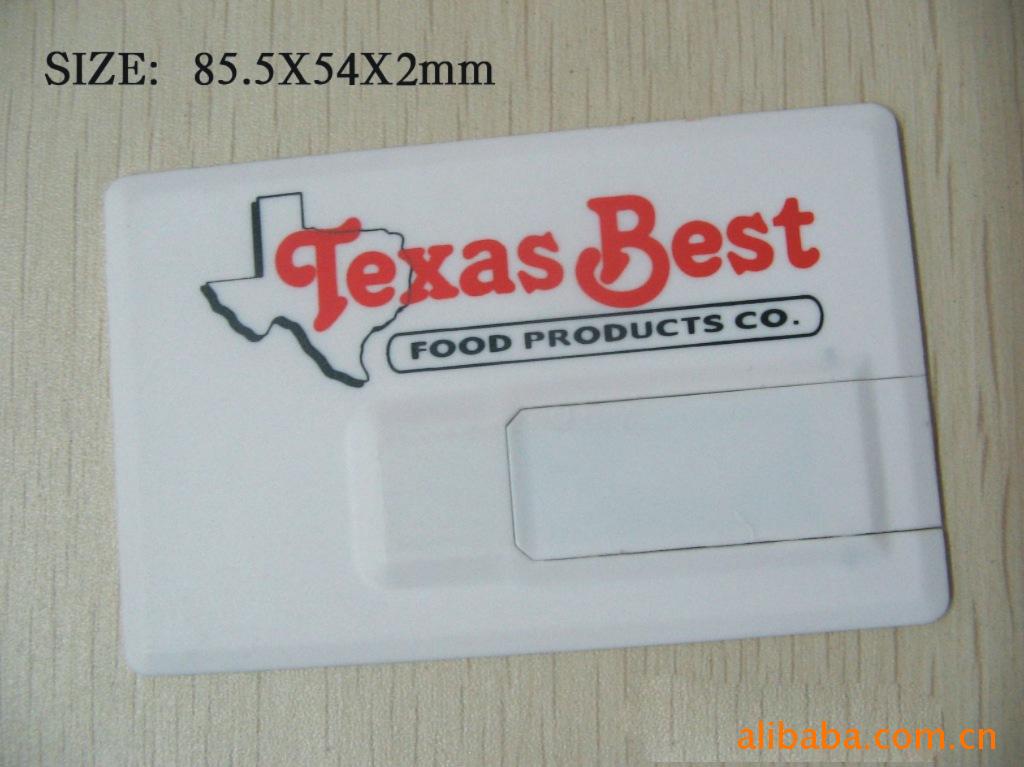 SIZE: 85.5X54X2mm
Texas Best
FOOD PRODUCTS CO.
alibaba.com.cn